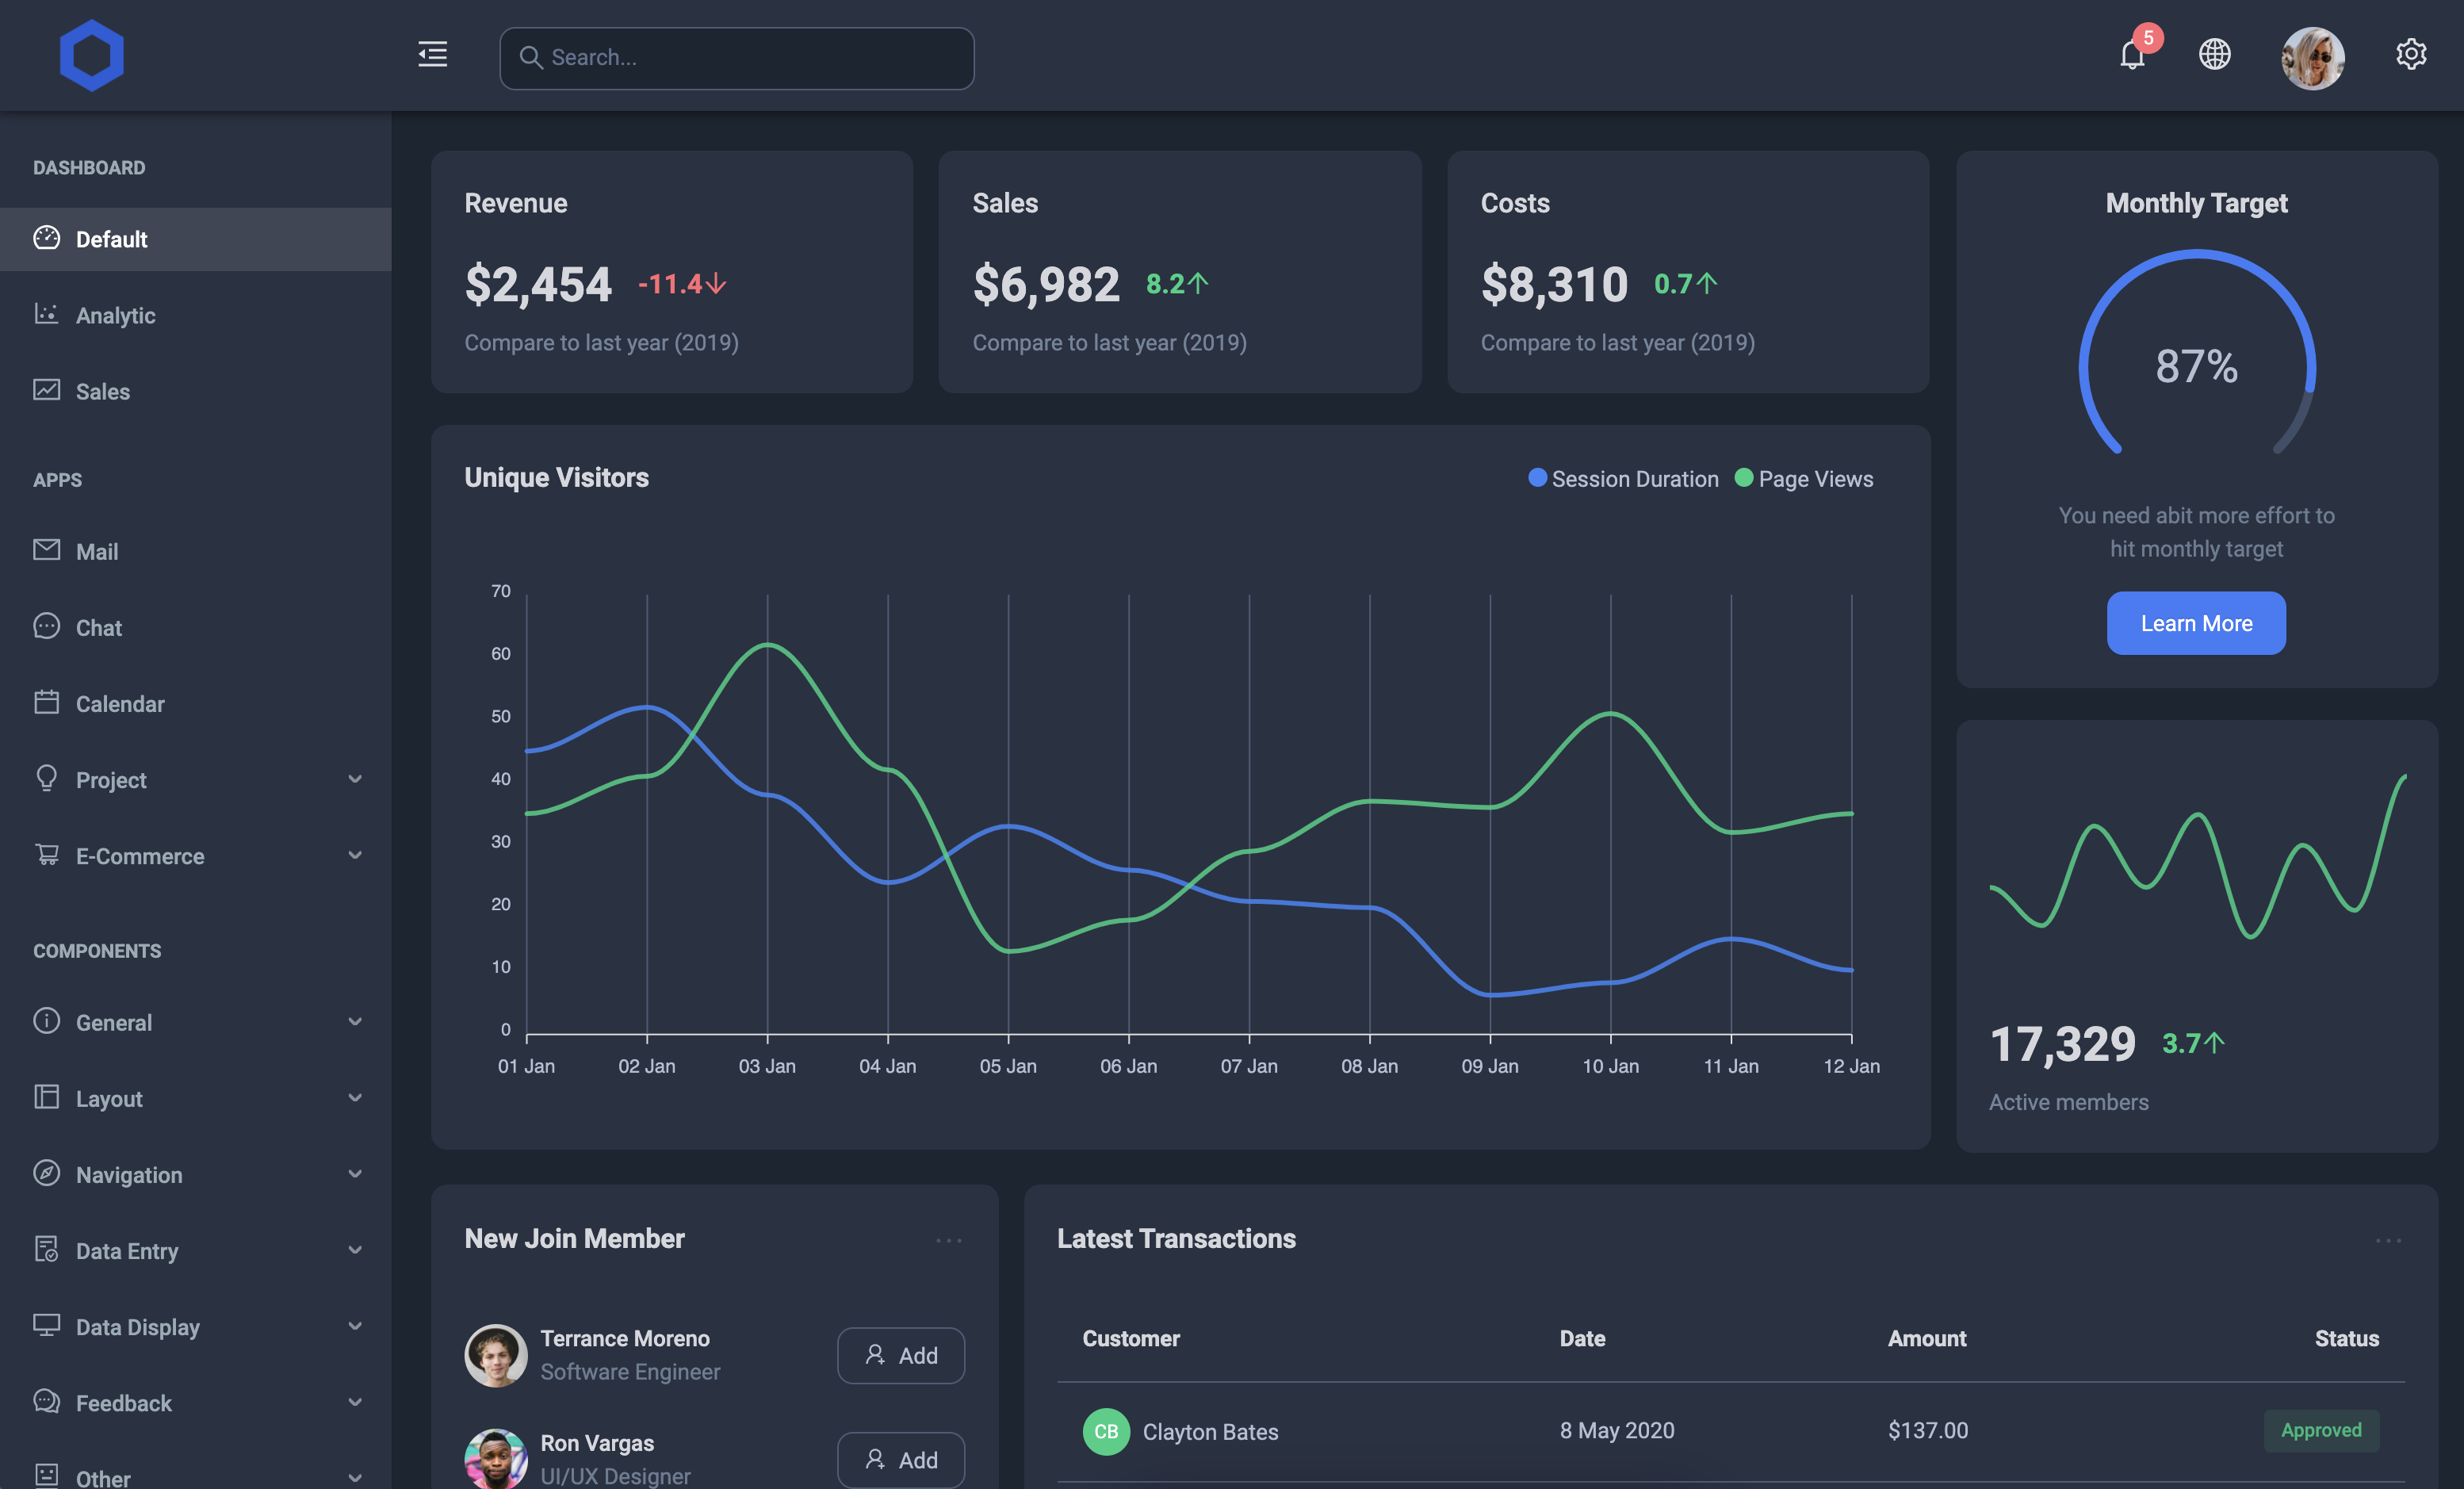 Search...
5
DASHBOARD
Default
Analytic
Sales
APPS
Mail
Chat
Calendar
Project
E-Commerce
COMPONENTS
General
Layout
Navigation
Data Entry
Data Display
Feedback
Other
Revenue
$2,454 -11.4
Compare to last year (2019)
Sales
$6,982 8.2
Compare to last year (2019)
Costs
$8,310 0.7
Compare to last year (2019)
Monthly Target
87%
You need abit more effort to
hit monthly target
Learn More
Unique Visitors
Session Duration Page Views
70
60
50
40
30
20
10
0
01 Jan 02 Jan 03 Jan 04 Jan 05 Jan 06 Jan 07 Jan 08 Jan 09 Jan 10 Jan 11 Jan 12 Jan
17,329 3.7
Active members
New Join Member
Terrance Moreno
Software Engineer
Add
Ron Vargas
UI/UX Designer
Add
Latest Transactions
Customer Date Amount Status
CB Clayton Bates 8 May 2020 $137.00 Approved